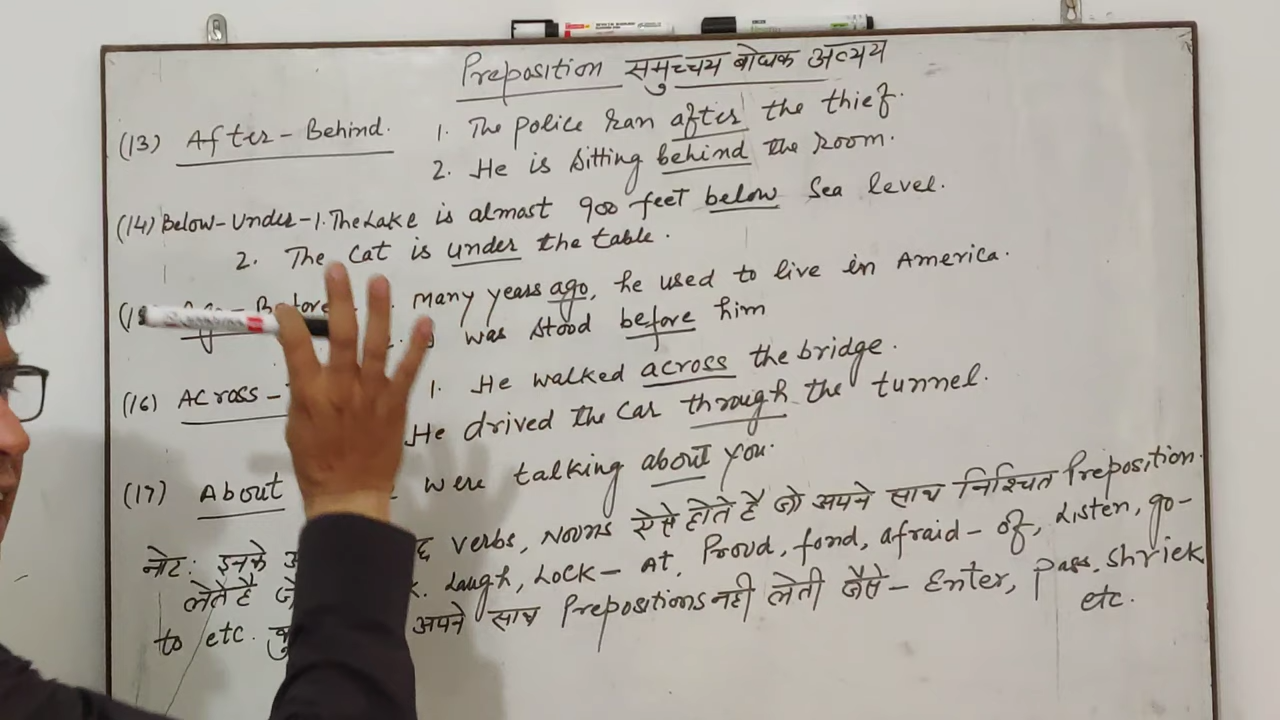 Preposition समुच्चय बोधक अव्यय
(13) After - Behind. 1. The police ran after the thief.
2. He is sitting behind the room.
(14) Below - Under - 1. The Lake is almost 900 feet below sea level.
2. The Cat is under the table.
Before many years ago, he used to live in America.
was stood before him
(16) Across - 1. He walked across the bridge.
He drived the car through the tunnel.
(17) About were talking about you.
नोट: इनके verbs, Nouns ऐसे होते है जो अपने साथ निश्चित Preposition
लेते है Laugh, Lock - At, Proud, fond, afraid - of, Listen, go -
to etc. अपने साथ Prepositions नही लेती जैसे - Enter, Pass, Shriek
etc.